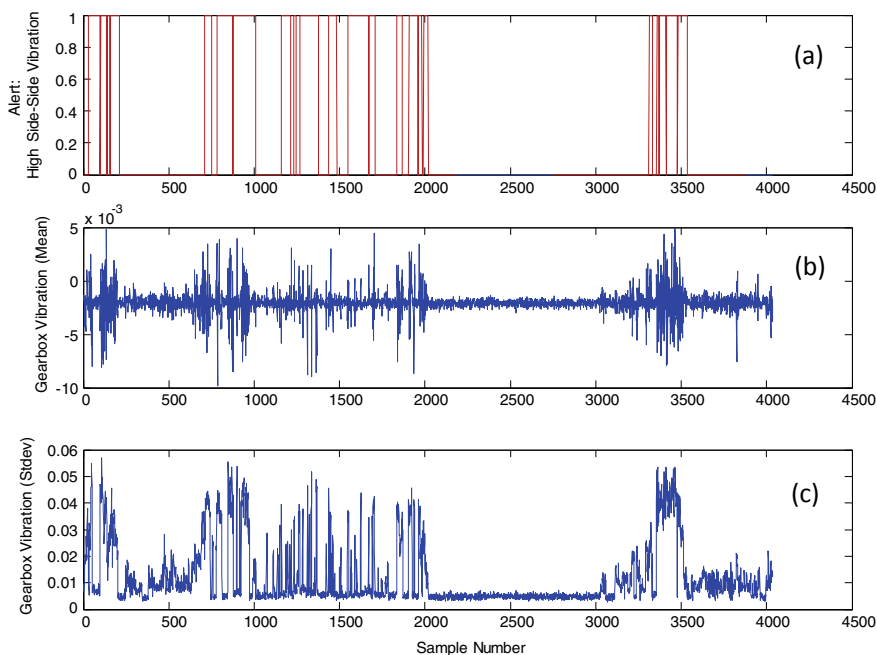 1
0.8
0.6
0.4
0.2
0
Alert:
High Side-Side Vibration
(a)
0 500 1000 1500 2000 2500 3000 3500 4000 4500
x 10-3
5
0
-5
-10
Gearbox Vibration (Mean)
(b)
0 500 1000 1500 2000 2500 3000 3500 4000 4500
0.06
0.05
0.04
0.03
0.02
0.01
0
Gearbox Vibration (Stdev)
(c)
0 500 1000 1500 2000 2500 3000 3500 4000 4500
Sample Number